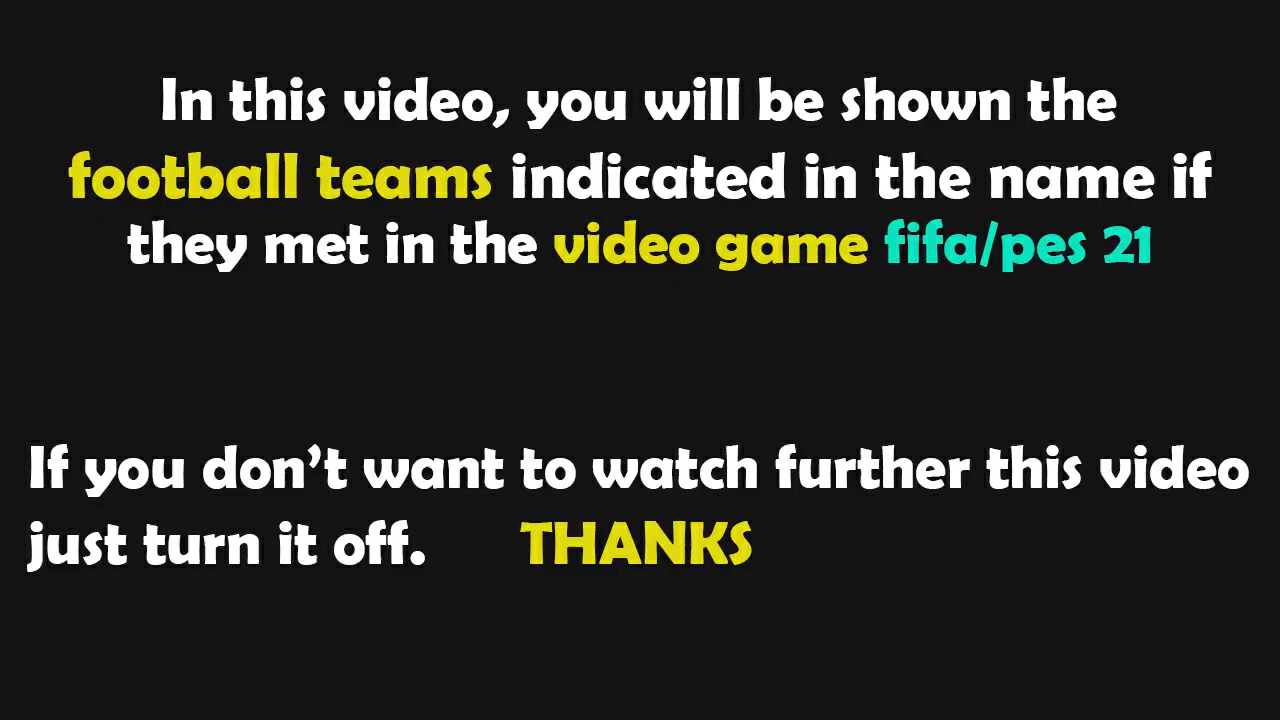 In this video, you will be shown the
football teams indicated in the name if
they met in the video game fifa/pes 21
If you don't want to watch further this video
just turn it off. THANKS